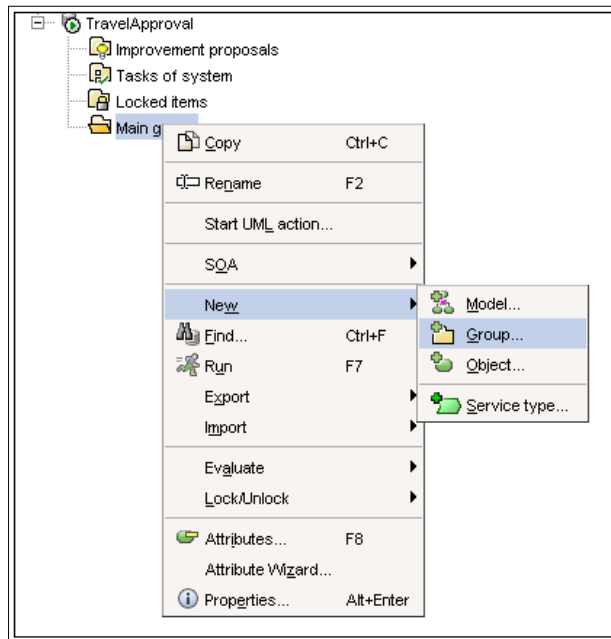 TravelApproval
Improvement proposals
Tasks of system
Locked items
Main g
Copy Ctrl+C
Rename F2
Start UML action...
SOA
New
Find... Ctrl+F
Run F7
Export
Import
Evaluate
Lock/Unlock
Attributes... F8
Attribute Wizard...
Properties... Alt+Enter
Model...
Group...
Object...
Service type...